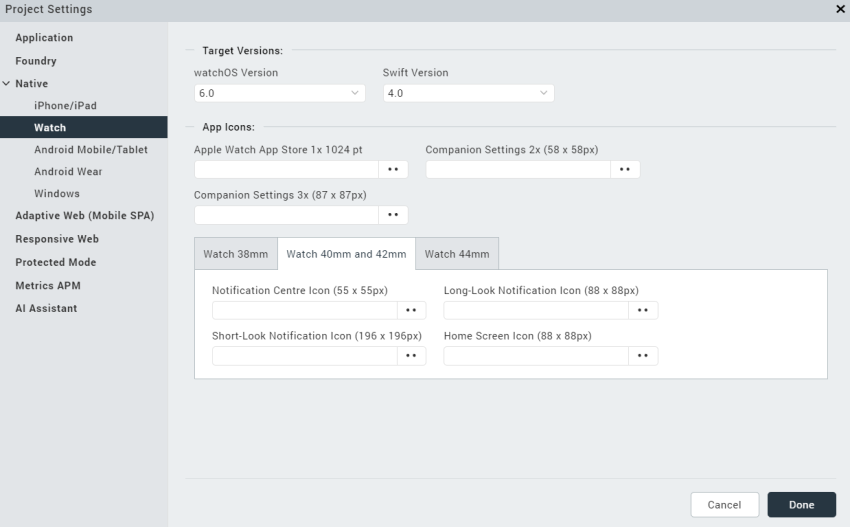 Project Settings
Application
Foundry
Native
iPhone/iPad
Watch
Android Mobile/Tablet
Android Wear
Windows
Adaptive Web (Mobile SPA)
Responsive Web
Protected Mode
Metrics APM
AI Assistant
Target Versions:
watchOS Version Swift Version
6.0 4.0
App Icons:
Apple Watch App Store 1x 1024 pt Companion Settings 2x (58 x 58px)
Companion Settings 3x (87 x 87px)
Watch 38mm Watch 40mm and 42mm Watch 44mm
Notification Centre Icon (55 x 55px) Long-Look Notification Icon (88 x 88px)
Short-Look Notification Icon (196 x 196px) Home Screen Icon (88 x 88px)
Cancel Done